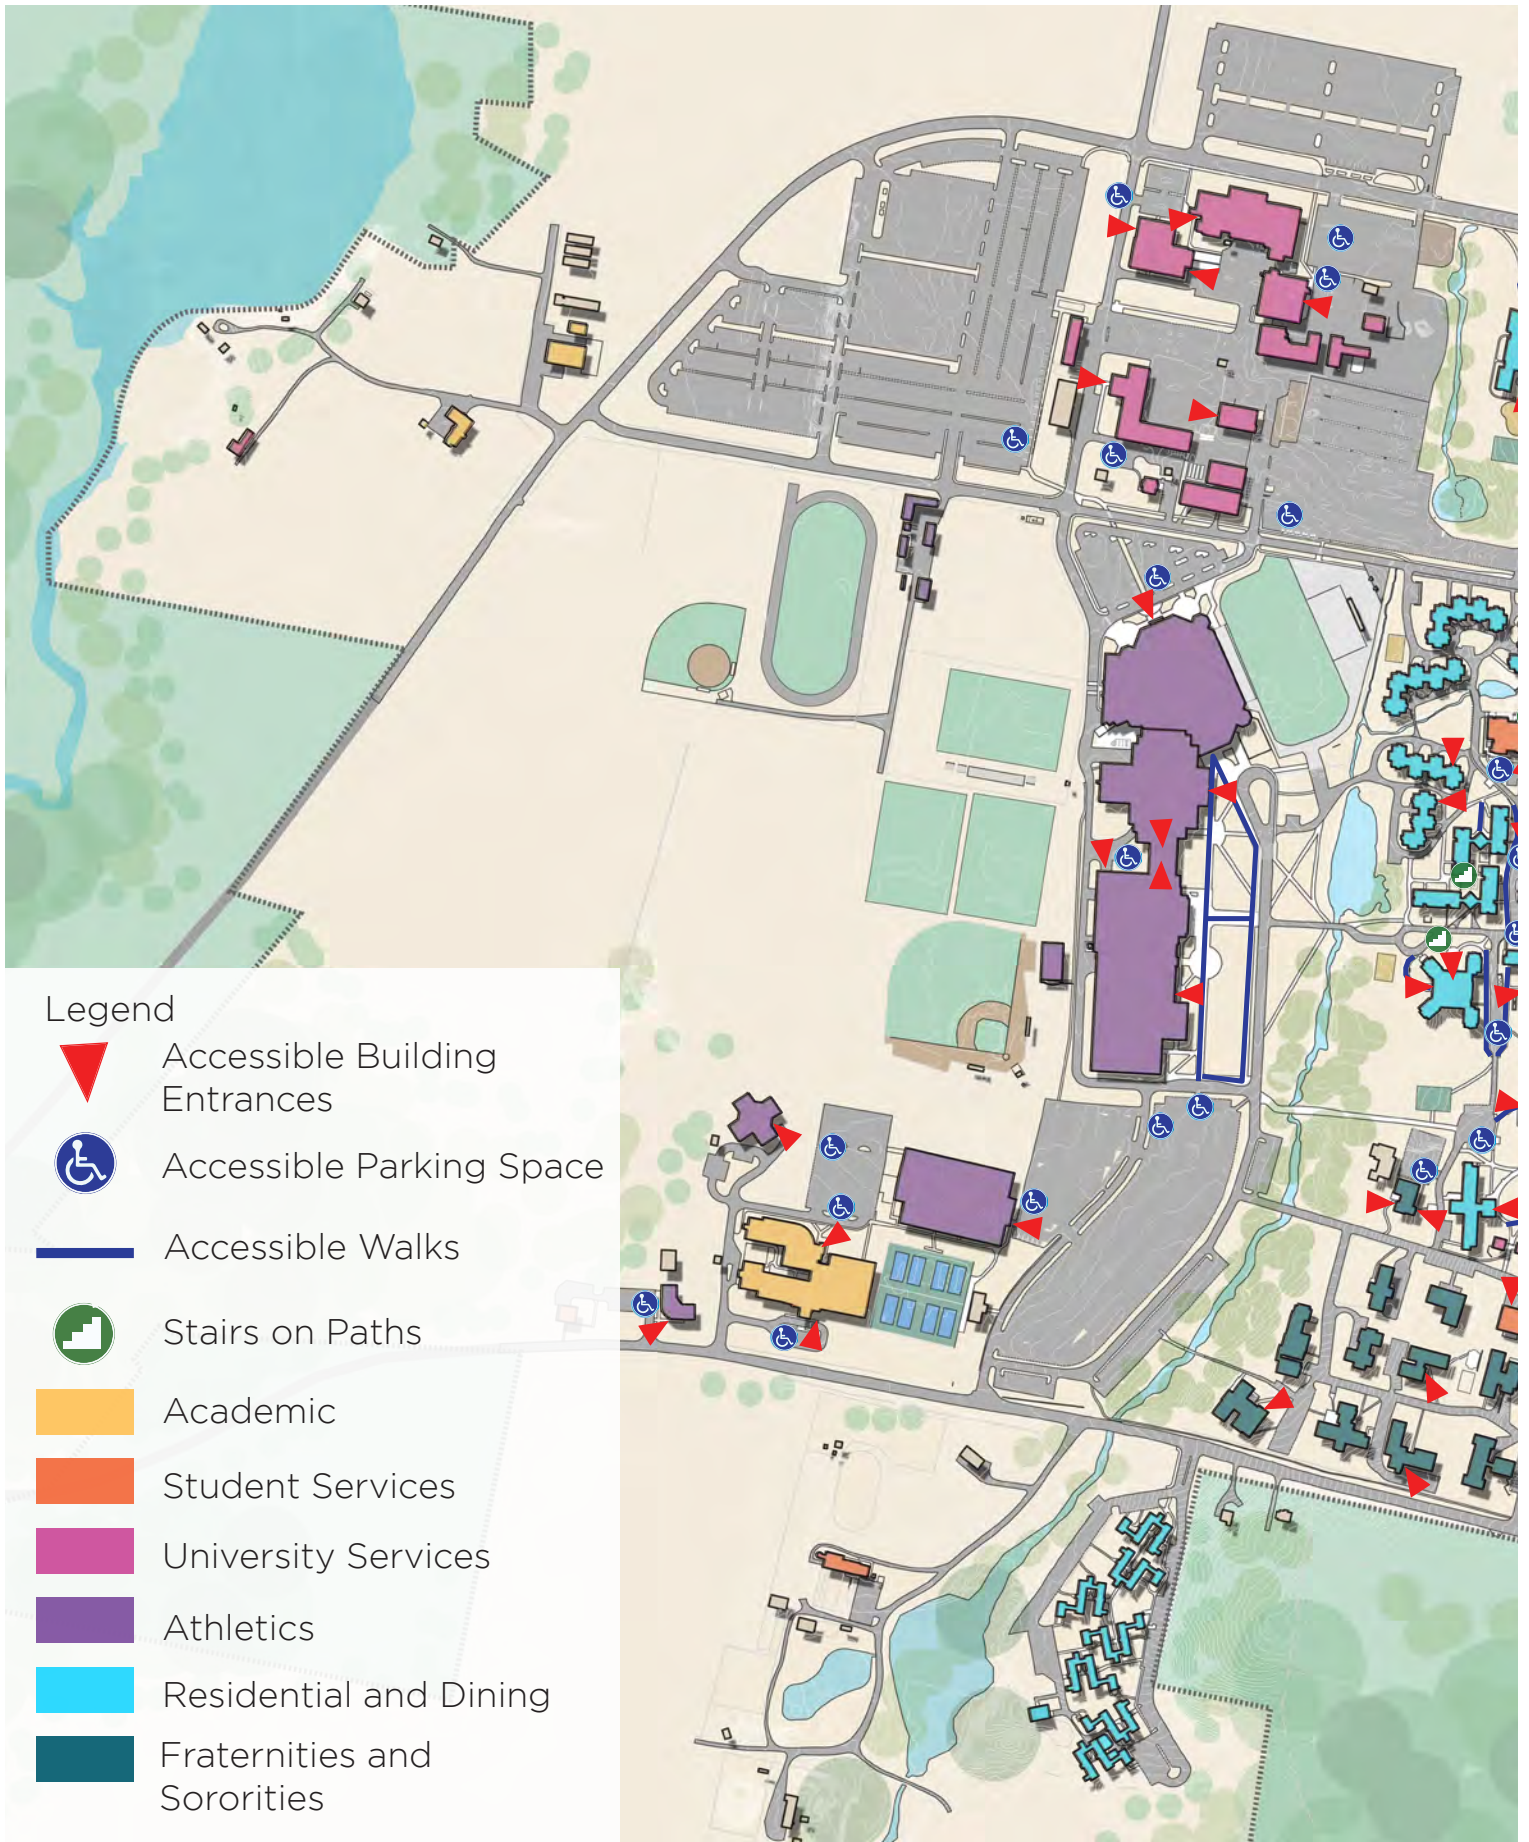 Legend
Accessible Building
Entrances
Accessible Parking Space
Accessible Walks
Stairs on Paths
Academic
Student Services
University Services
Athletics
Residential and Dining
Fraternities and
Sororities